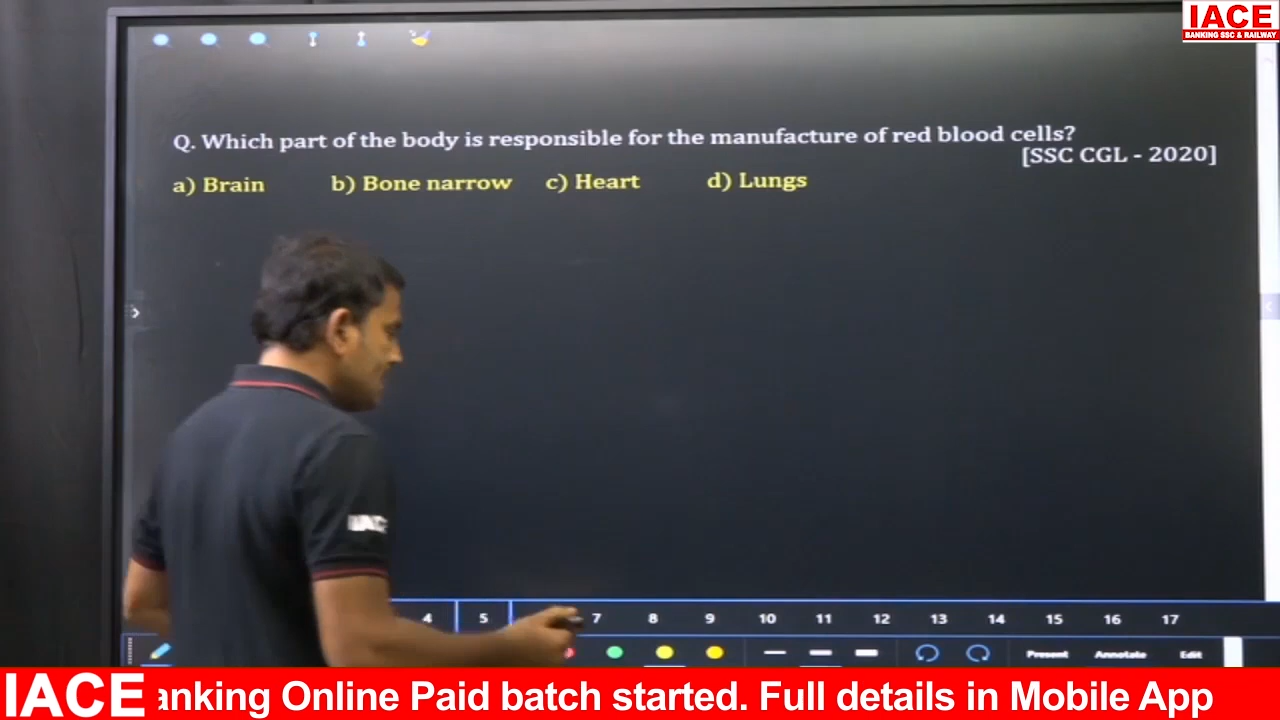 IACE
BANKING SSC & RAILWAY
Q. Which part of the body is responsible for the manufacture of red blood cells?
[SSC CGL - 2020]
a) Brain b) Bone narrow c) Heart d) Lungs
IACE
4 5 7 8 9 10 11 12 13 14 15 16 17
Present Annotate Edit
IACE anking Online Paid batch started. Full details in Mobile App